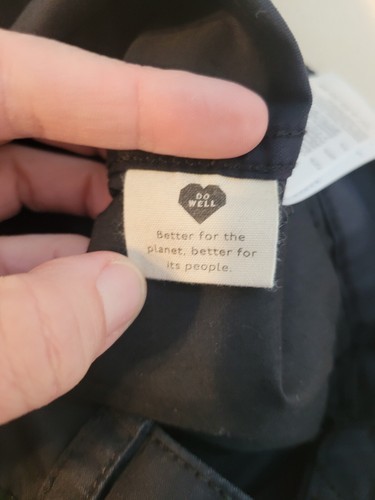 DO
WELL
Better for the
planet, better for
its people.